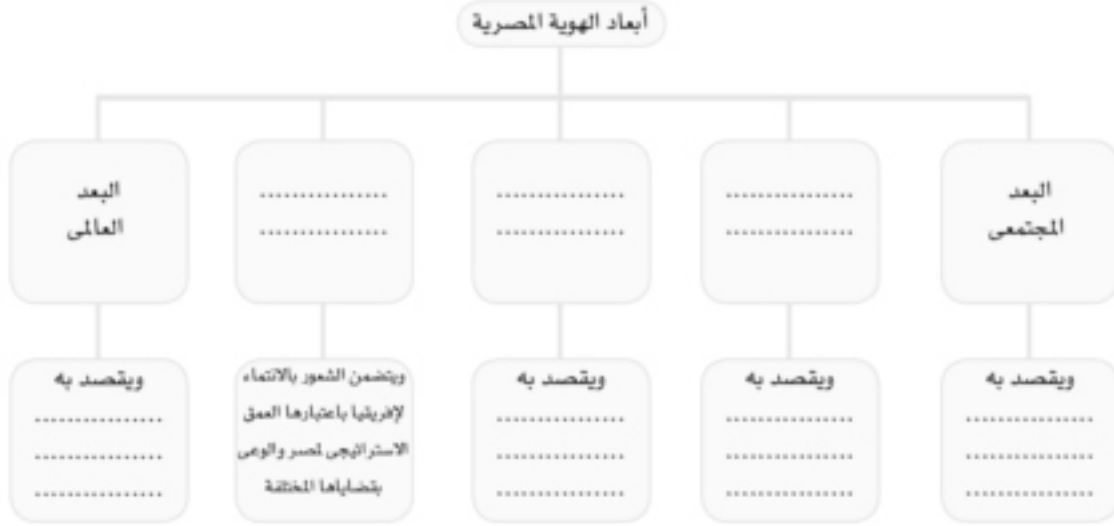 أبعاد الهوية المصرية
البعد
المجتمعى
................
................
................
................
................
................
البعد
العالمى
ويقصد به
................
................
................
ويقصد به
................
................
................
ويقصد به
................
................
................
ويتضمن الشعور بالانتماء
لإفريقيا باعتبارها العمق
الاستراتيجى لمصر والوعى
بقضاياها المختلفة
ويقصد به
................
................
................